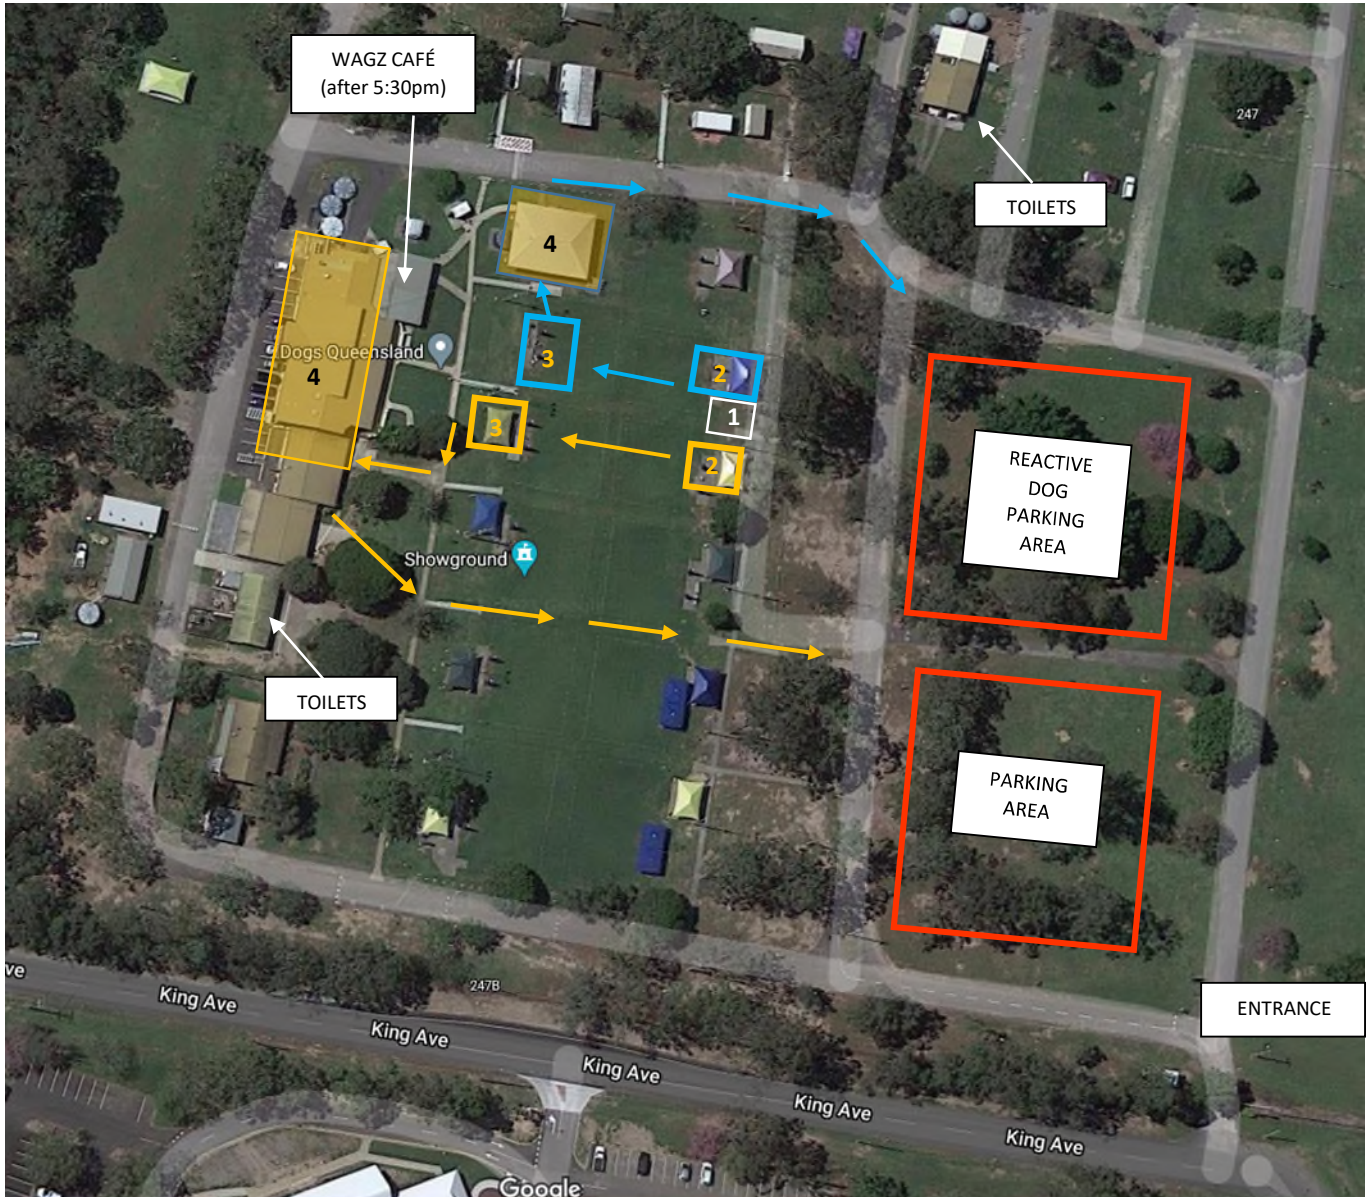 WAGZ CAFÉ
(after 5:30pm)
247
TOILETS
4
4
Dogs Queensland
3
2
1
3
2
REACTIVE
DOG
PARKING
AREA
Showground
TOILETS
PARKING
AREA
ve
King Ave
247B
King Ave
King Ave
King Ave
King Ave
ENTRANCE
Google